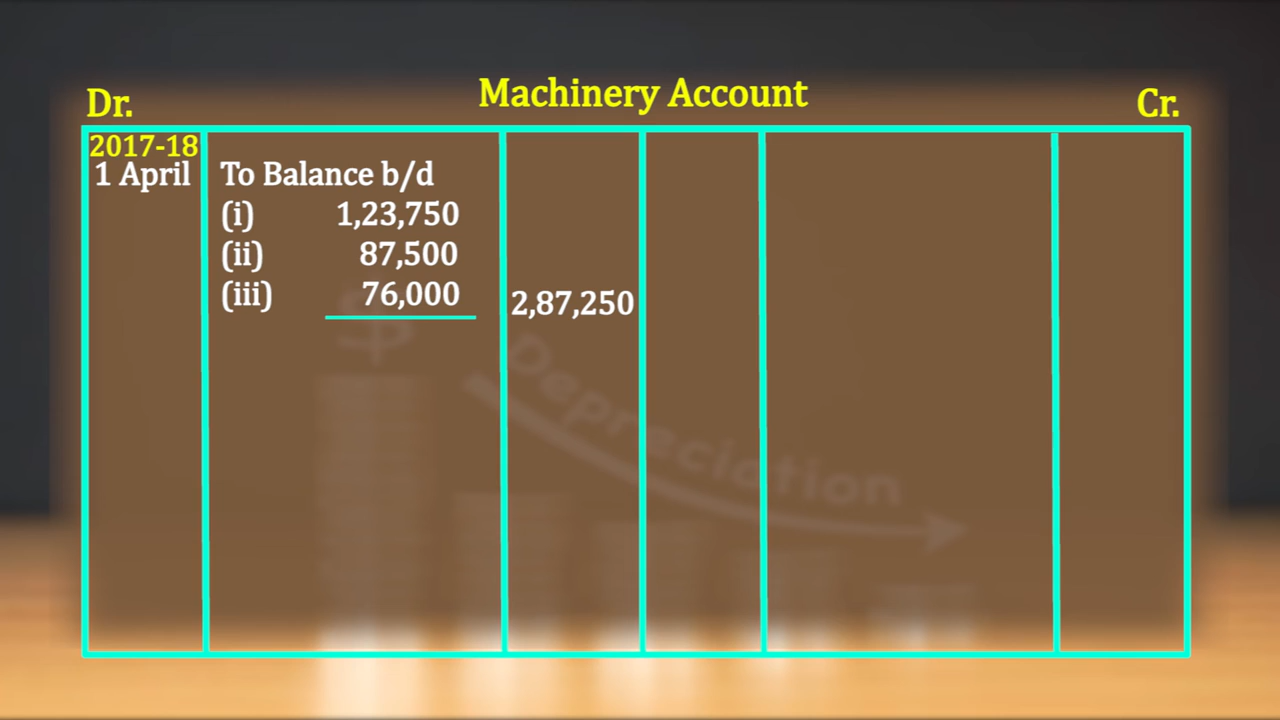 Machinery Account
Dr.
Cr.
2017-18
1 April To Balance b/d
(i) 1,23,750
(ii) 87,500
(iii) 76,000 2,87,250
$
Depreciation